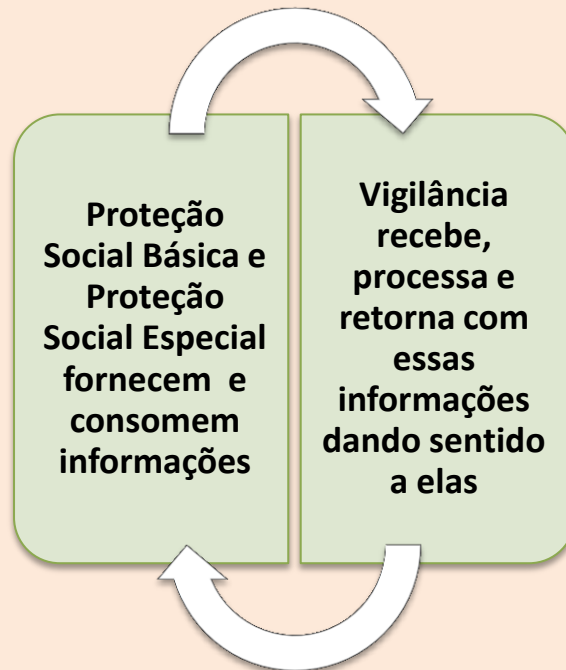 Proteção
Social Básica e
Proteção
Social Especial
fornecem e
consomem
informações
Vigilância
recebe,
processa e
retorna com
essas
informações
dando sentido
a elas